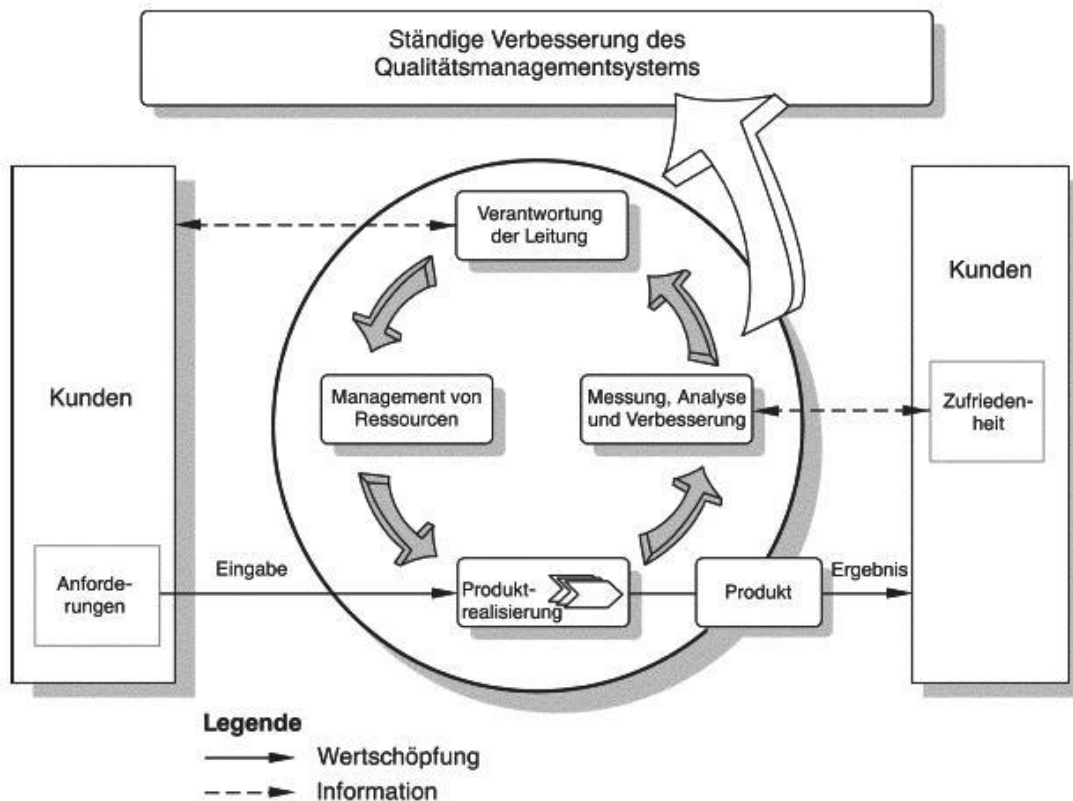 Ständige Verbesserung des
Qualitätsmanagementsystems
Verantwortung
der Leitung
Kunden
Kunden
Management von
Ressourcen
Messung, Analyse
und Verbesserung
Zufrieden-
heit
Anforde-
rungen
Eingabe
Produkt-
realisierung
Produkt
Ergebnis
Legende
Wertschöpfung
Information